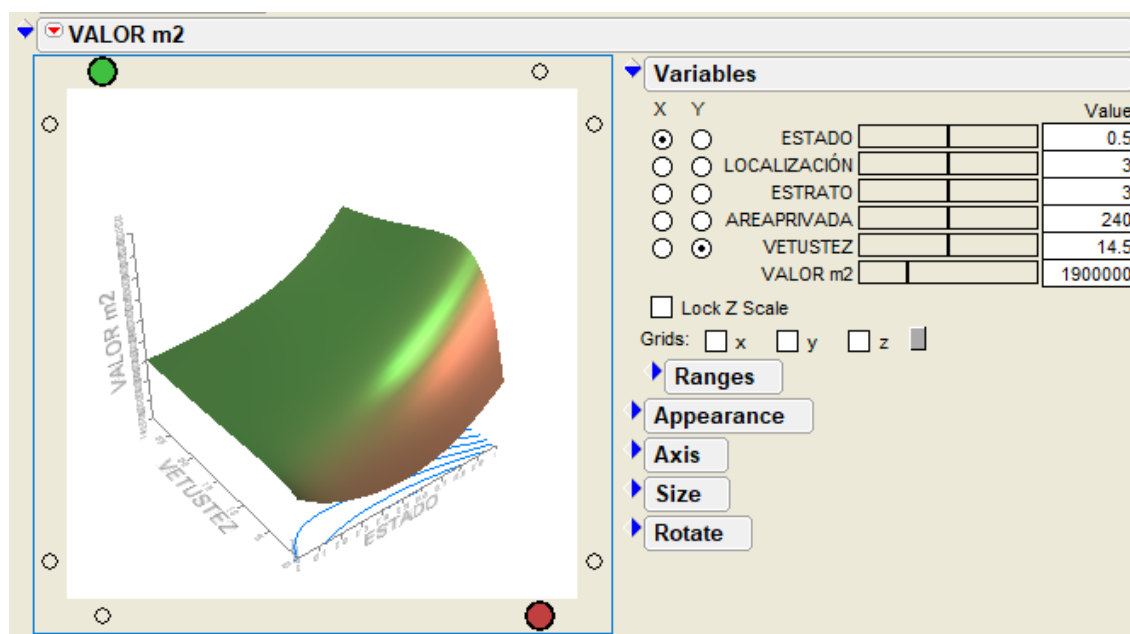 VALOR m2
Variables
X Y Value
ESTADO 0.5
LOCALIZACIÓN 3
ESTRATO 3
AREAPRIVADA 240
VETUSTEZ 14.5
VALOR m2 1900000
Lock Z Scale
Grids: x y z
Ranges
Appearance
Axis
Size
Rotate
VALOR m2
VETUSTEZ
ESTADO